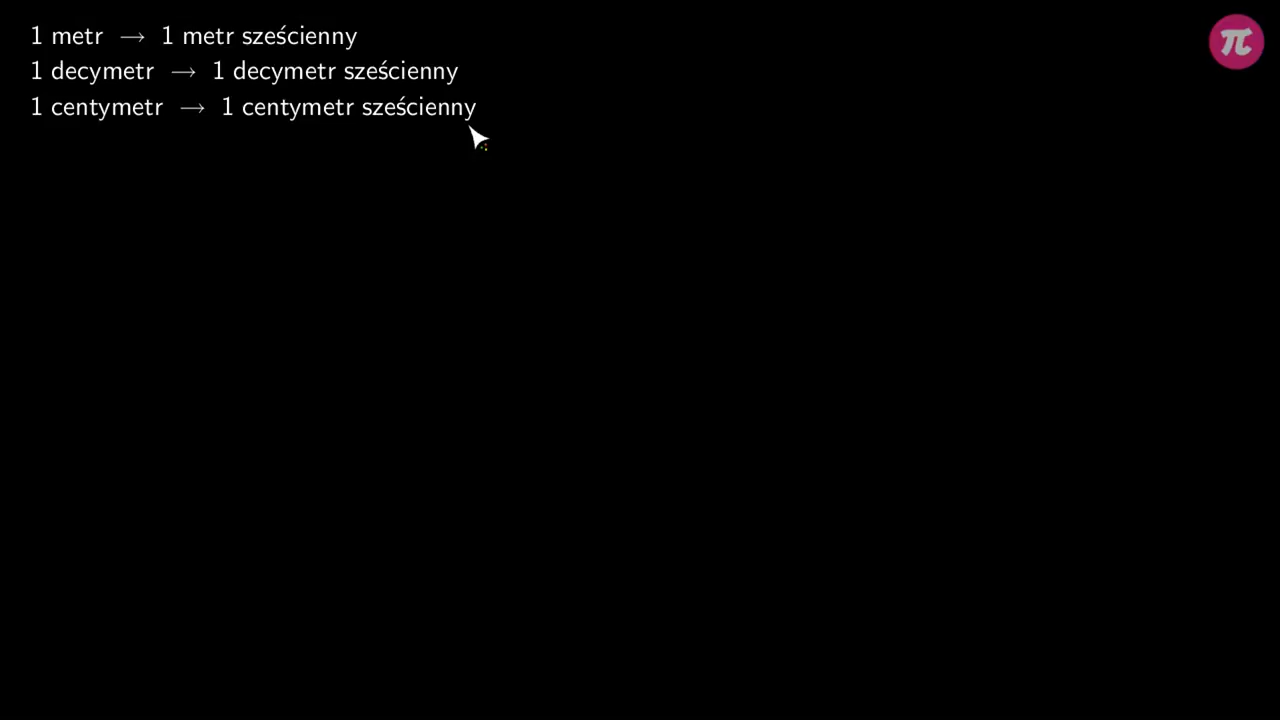 1 metr → 1 metr sześcienny
1 decymetr → 1 decymetr sześcienny
1 centymetr → 1 centymetr sześcienny
π